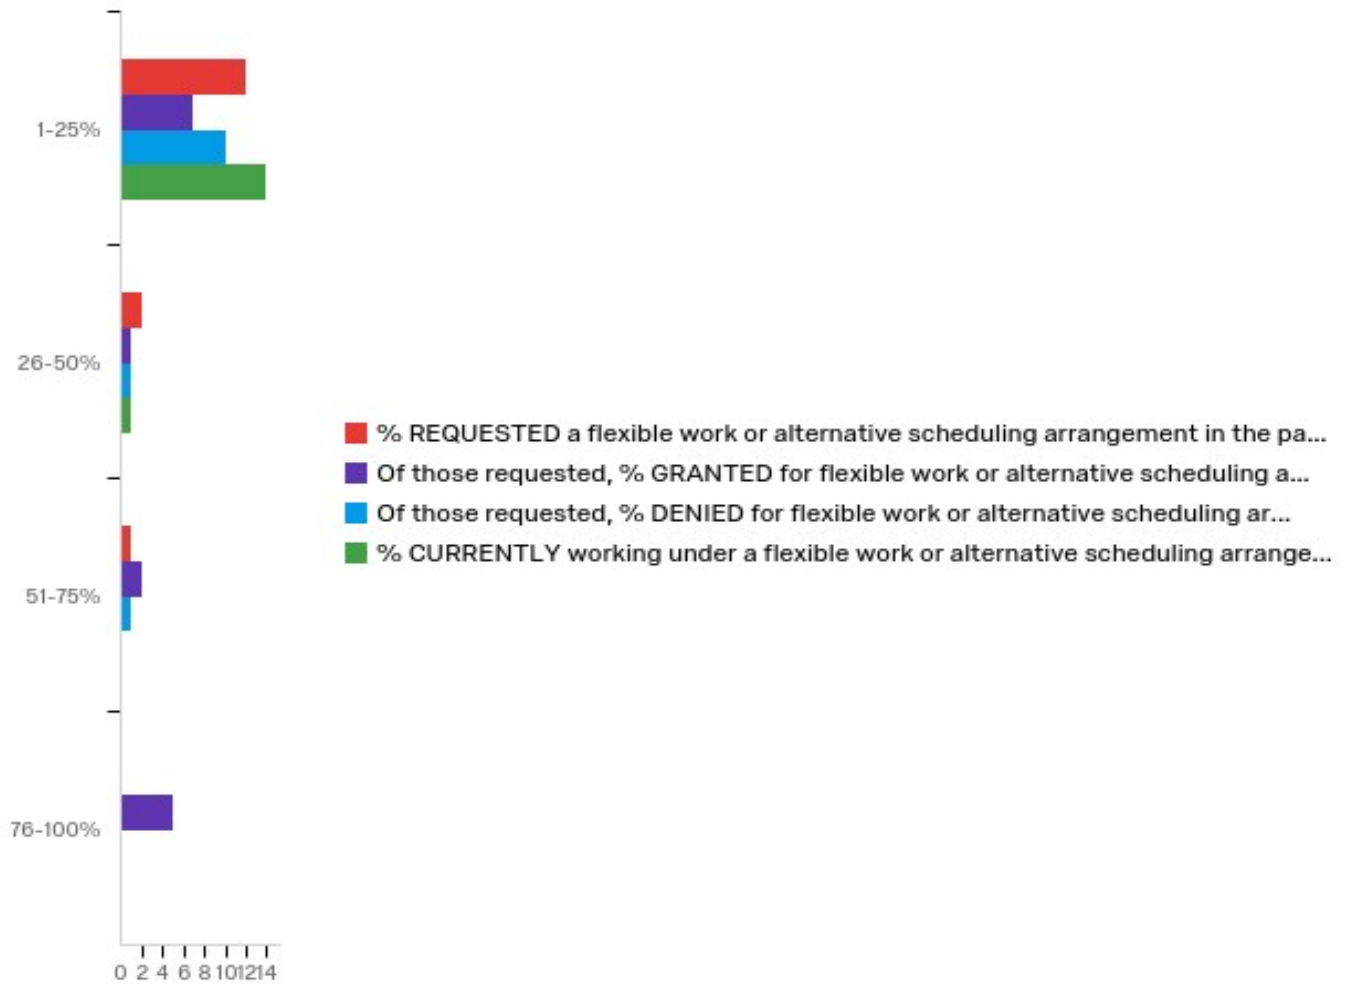 1-25%
26-50%
% REQUESTED a flexible work or alternative scheduling arrangement in the pa...
Of those requested, % GRANTED for flexible work or alternative scheduling a...
Of those requested, % DENIED for flexible work or alternative scheduling ar...
% CURRENTLY working under a flexible work or alternative scheduling arrange...
51-75%
76-100%
0 2 4 6 8 10 12 14